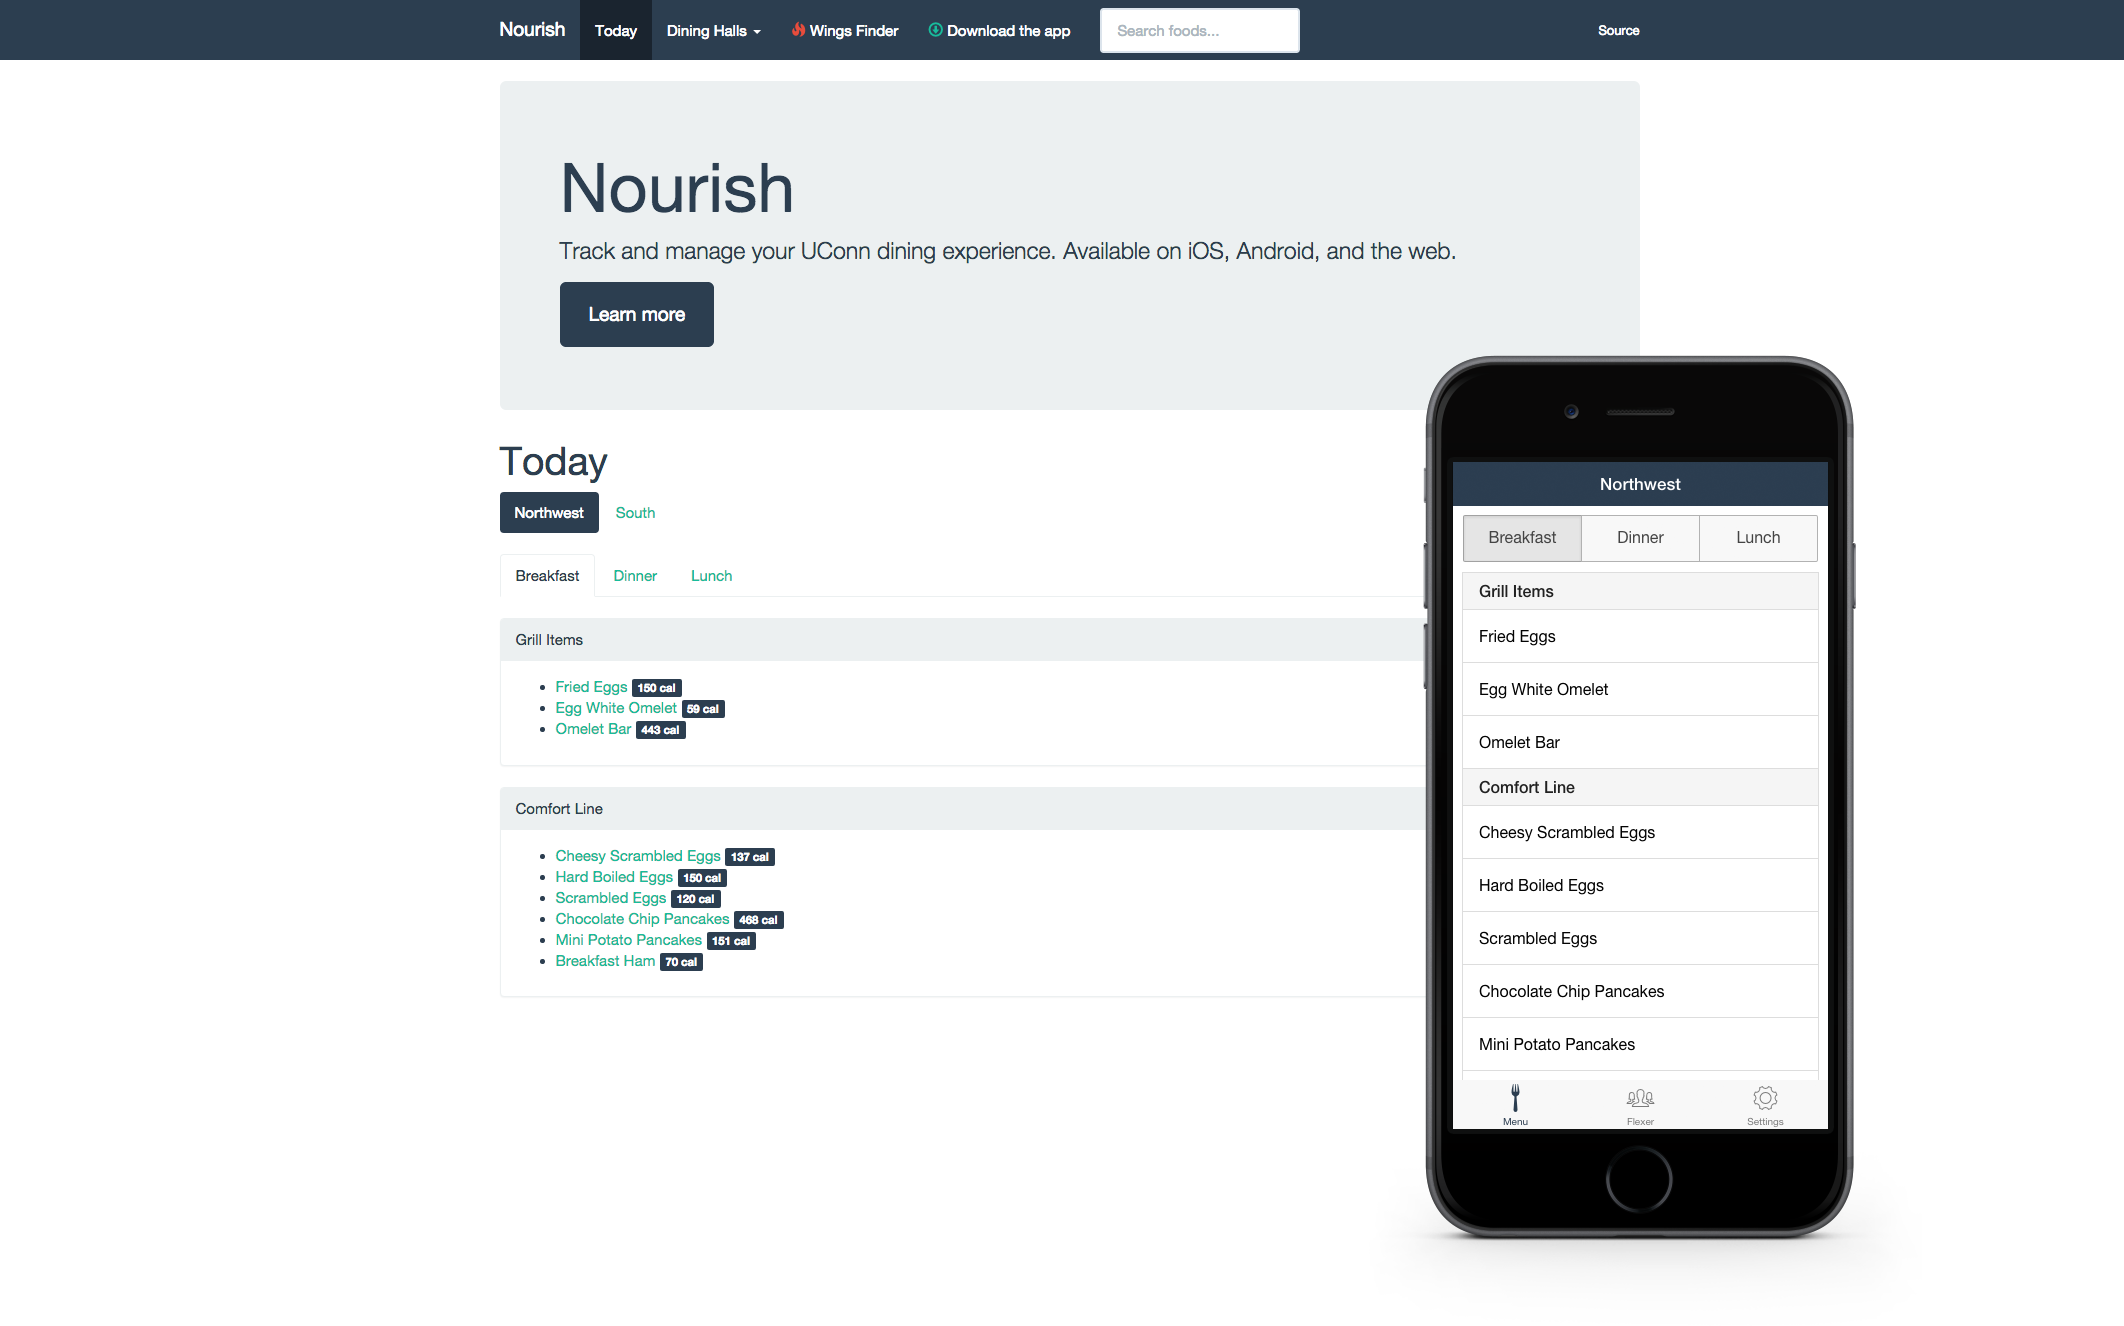 Nourish Today Dining Halls Wings Finder Download the app Search foods... Source
Nourish
Track and manage your UConn dining experience. Available on iOS, Android, and the web.
Learn more
Today
Northwest South
Breakfast Dinner Lunch
Grill Items
Fried Eggs 150 cal
Egg White Omelet 59 cal
Omelet Bar 443 cal
Comfort Line
Cheesy Scrambled Eggs 137 cal
Hard Boiled Eggs 150 cal
Scrambled Eggs 120 cal
Chocolate Chip Pancakes 468 cal
Mini Potato Pancakes 151 cal
Breakfast Ham 70 cal
Northwest
Breakfast Dinner Lunch
Grill Items
Fried Eggs
Egg White Omelet
Omelet Bar
Comfort Line
Cheesy Scrambled Eggs
Hard Boiled Eggs
Scrambled Eggs
Chocolate Chip Pancakes
Mini Potato Pancakes
Menu Flexer Settings